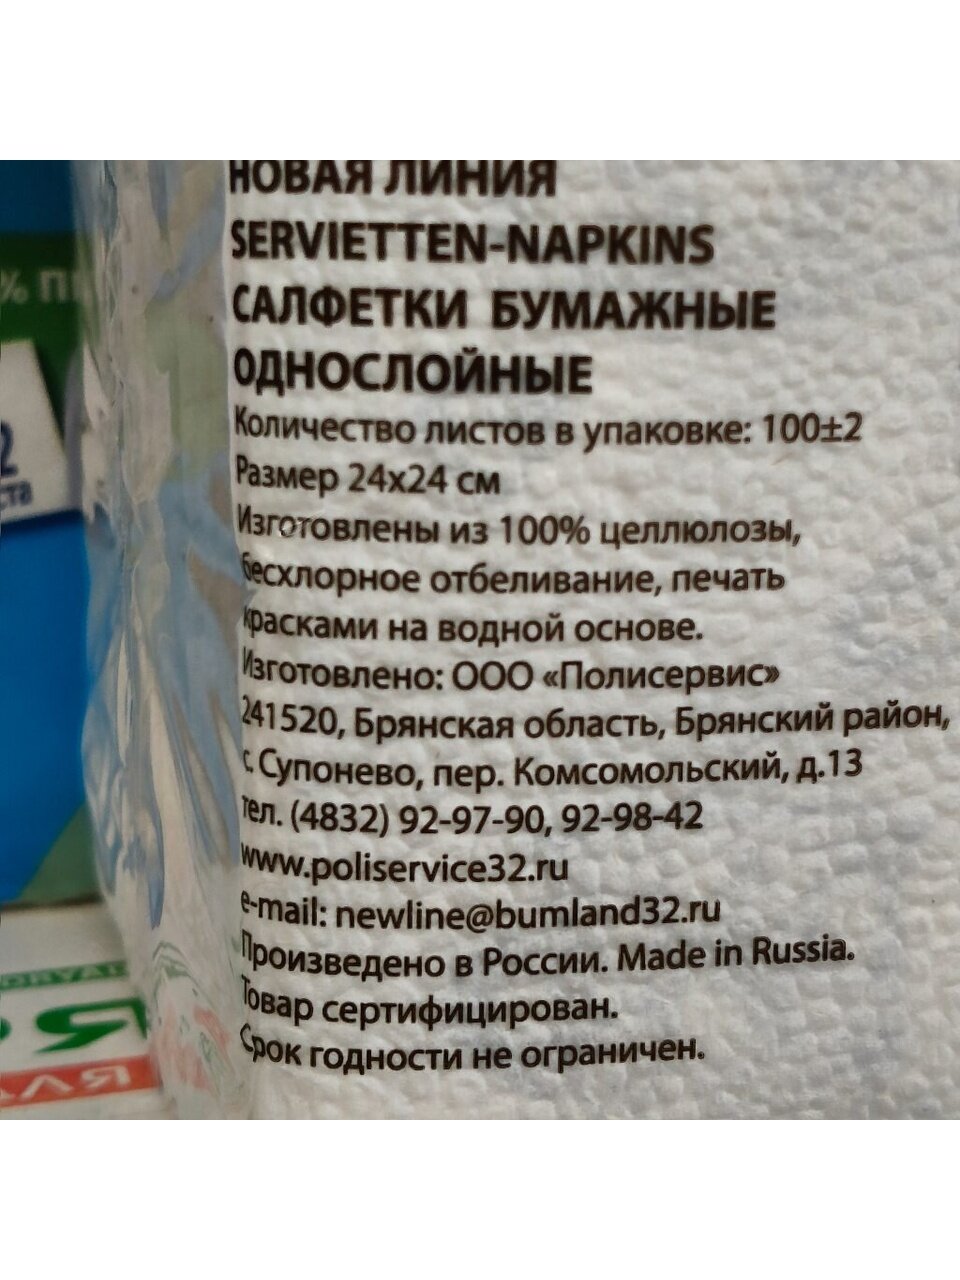 НОВАЯ ЛИНИЯ
SERVIETTEN-NAPKINS
САЛФЕТКИ БУМАЖНЫЕ
ОДНОСЛОЙНЫЕ
Количество листов в упаковке: 100±2
Размер 24x24 см
Изготовлены из 100% целлюлозы,
бесхлорное отбеливание, печать
красками на водной основе.
Изготовлено: ООО «Полисервис»
241520, Брянская область, Брянский район,
с. Супонево, пер. Комсомольский, д.13
тел. (4832) 92-97-90, 92-98-42
www.poliservice32.ru
e-mail: newline@bumland32.ru
Произведено в России. Made in Russia.
Товар сертифицирован.
Срок годности не ограничен.